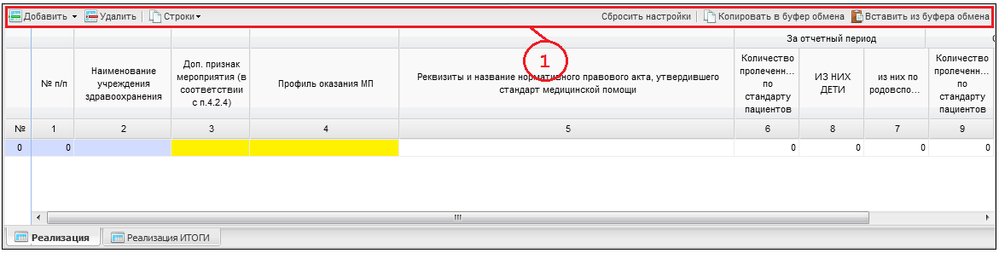 Добавить Удалить Строки Сбросить настройки Копировать в буфер обмена Вставить из буфера обмена
1
За отчетный период
№ п/п
Наименование
учреждения
здравоохранения
Доп. признак
мероприятия (в
соответствии
с п.4.2.4)
Профиль оказания МП
Реквизиты и название нормативного правового акта, утвердившего
стандарт медицинской помощи
Количество
пролеченн...
по
стандарту
пациентов
ИЗ НИХ
ДЕТИ
из них по
родовспо...
Количество
пролеченн...
по
стандарту
пациентов
№ 1 2 3 4 5 6 8 7 9
0 0 0 0 0 0
Реализация Реализация ИТОГИ